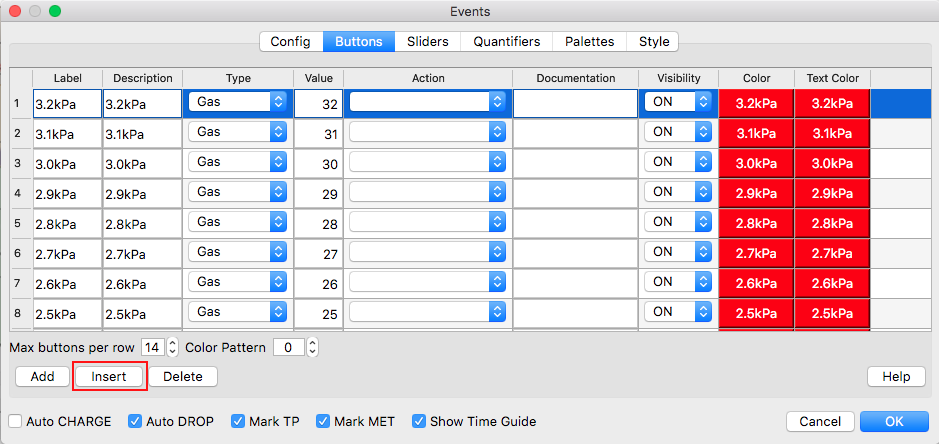 Events
Config Buttons Sliders Quantifiers Palettes Style
Label Description Type Value Action Documentation Visibility Color Text Color
1 3.2kPa 3.2kPa Gas 32 ON 3.2kPa 3.2kPa
2 3.1kPa 3.1kPa Gas 31 ON 3.1kPa 3.1kPa
3 3.0kPa 3.0kPa Gas 30 ON 3.0kPa 3.0kPa
4 2.9kPa 2.9kPa Gas 29 ON 2.9kPa 2.9kPa
5 2.8kPa 2.8kPa Gas 28 ON 2.8kPa 2.8kPa
6 2.7kPa 2.7kPa Gas 27 ON 2.7kPa 2.7kPa
7 2.6kPa 2.6kPa Gas 26 ON 2.6kPa 2.6kPa
8 2.5kPa 2.5kPa Gas 25 ON 2.5kPa 2.5kPa
Max buttons per row 14 Color Pattern 0
Add Insert Delete Help
Auto CHARGE Auto DROP Mark TP Mark MET Show Time Guide Cancel OK